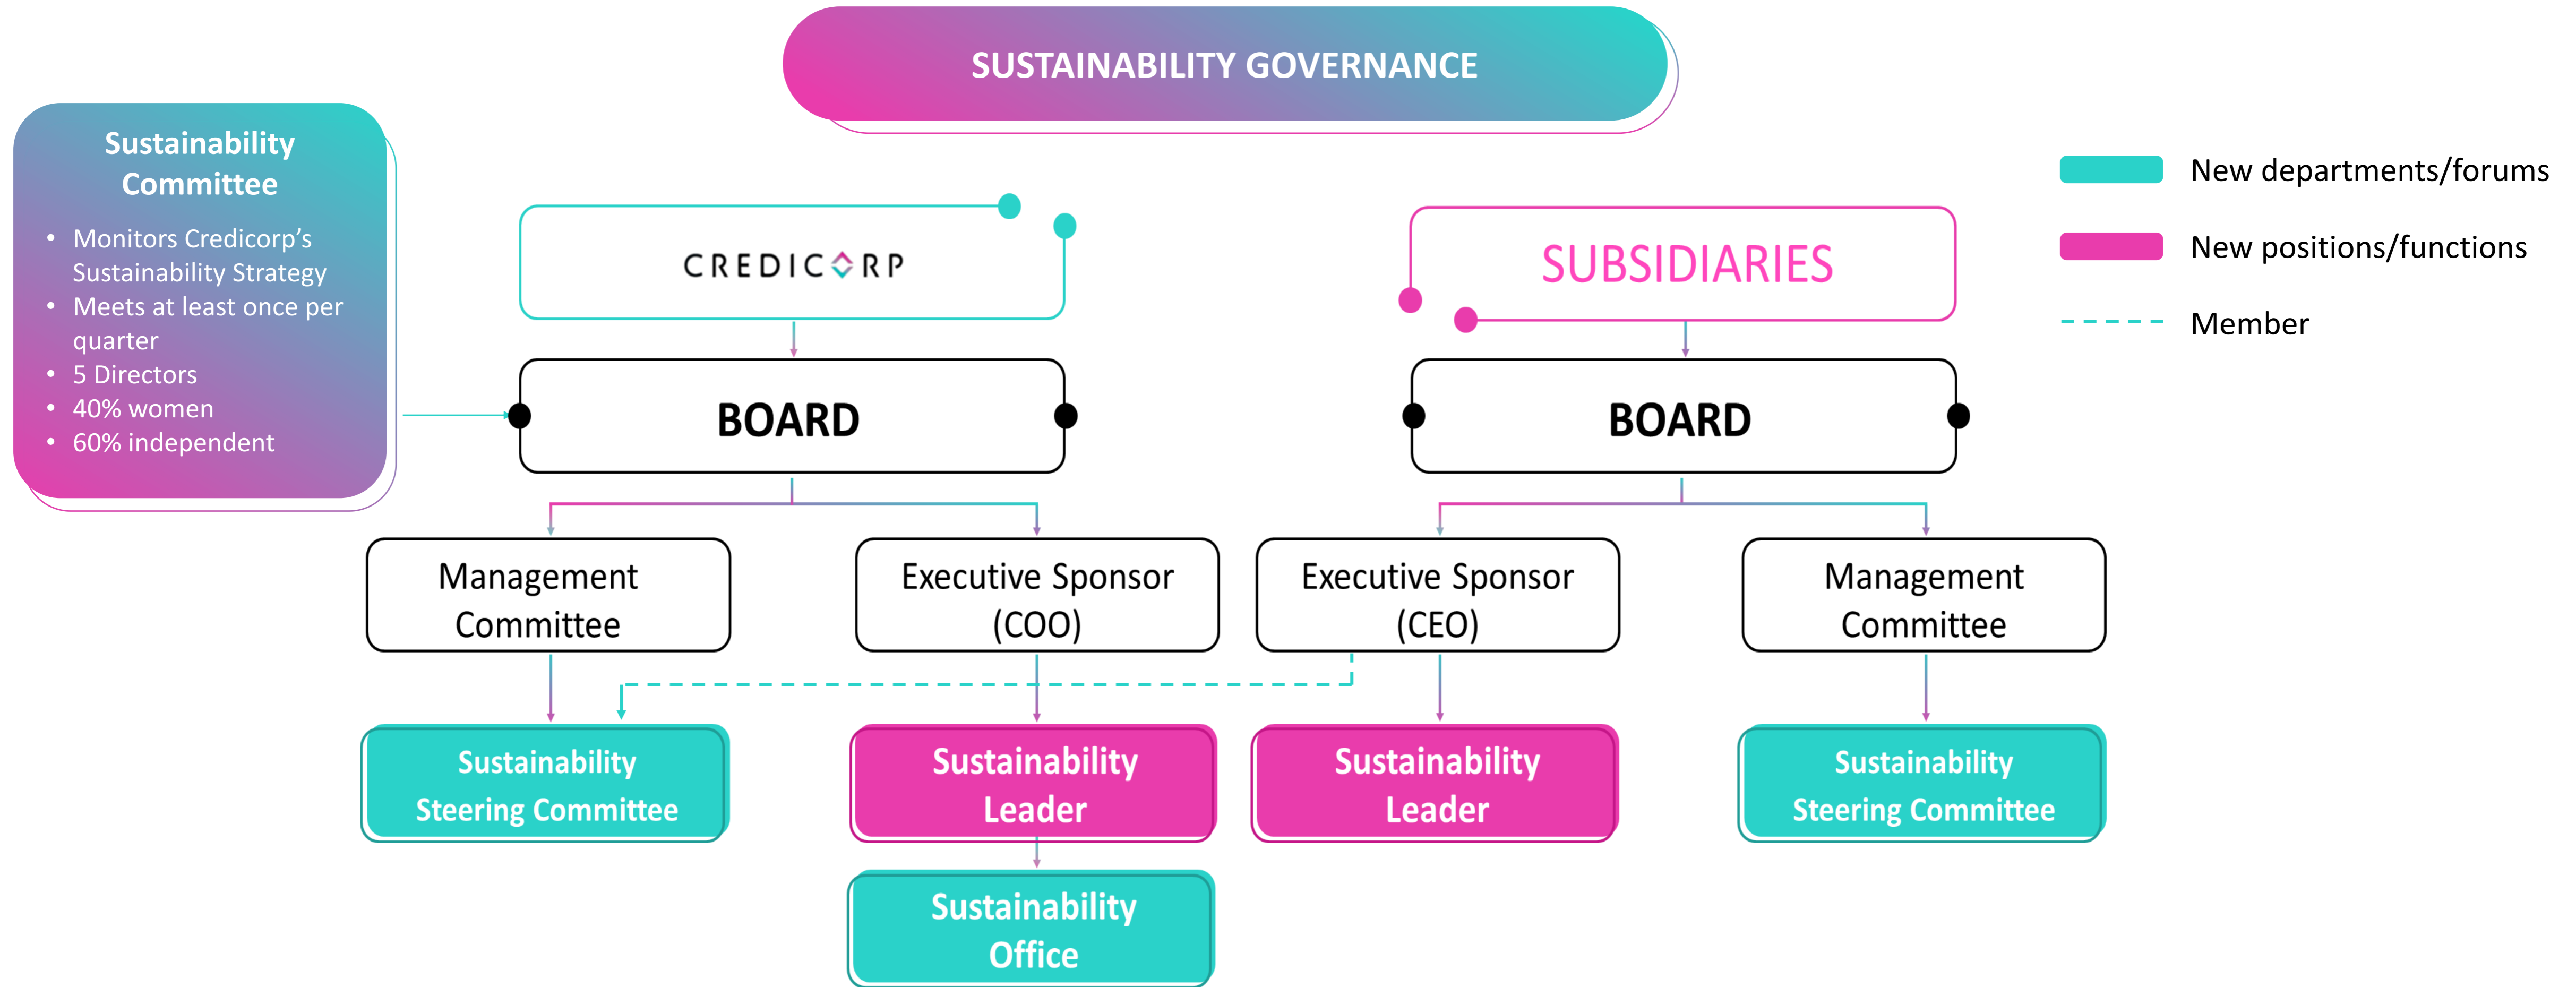 SUSTAINABILITY GOVERNANCE
Sustainability
Committee
• Monitors Credicorp’s
Sustainability Strategy
• Meets at least once per
quarter
• 5 Directors
• 40% women
• 60% independent
CREDICORP
SUBSIDIARIES
New departments/forums
New positions/functions
Member
BOARD
BOARD
Management
Committee
Executive Sponsor
(COO)
Executive Sponsor
(CEO)
Management
Committee
Sustainability
Steering Committee
Sustainability
Leader
Sustainability
Leader
Sustainability
Steering Committee
Sustainability
Office